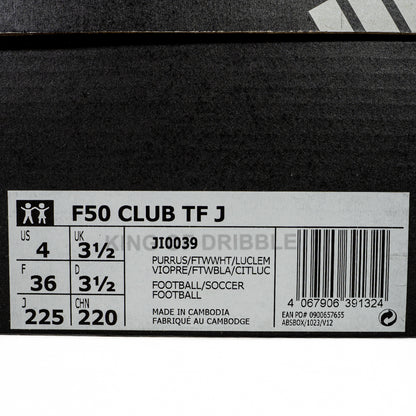 F50 CLUB TF J
US 4 UK 3½
F 36 D 3½
J 225 CHN 220
KING OF DRIBBLE
JI0039
PURRUS/FTWWHT/LUCLEM
VIOPRE/FTWBLA/CITLUC
FOOTBALL/SOCCER
FOOTBALL
MADE IN CAMBODIA
FABRIQUÉ AU CAMBODGE
4 067906 391324
EAN PD# 0900657655
ABSBOX/1023/V12